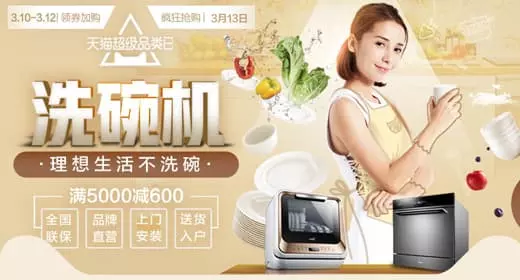 3.10-3.12 领券加购
疯狂抢购 3月13日
天猫超级品类日
洗碗机
·理想生活不洗碗·
满5000减600
全国联保
品牌直营
上门安装
送货入户